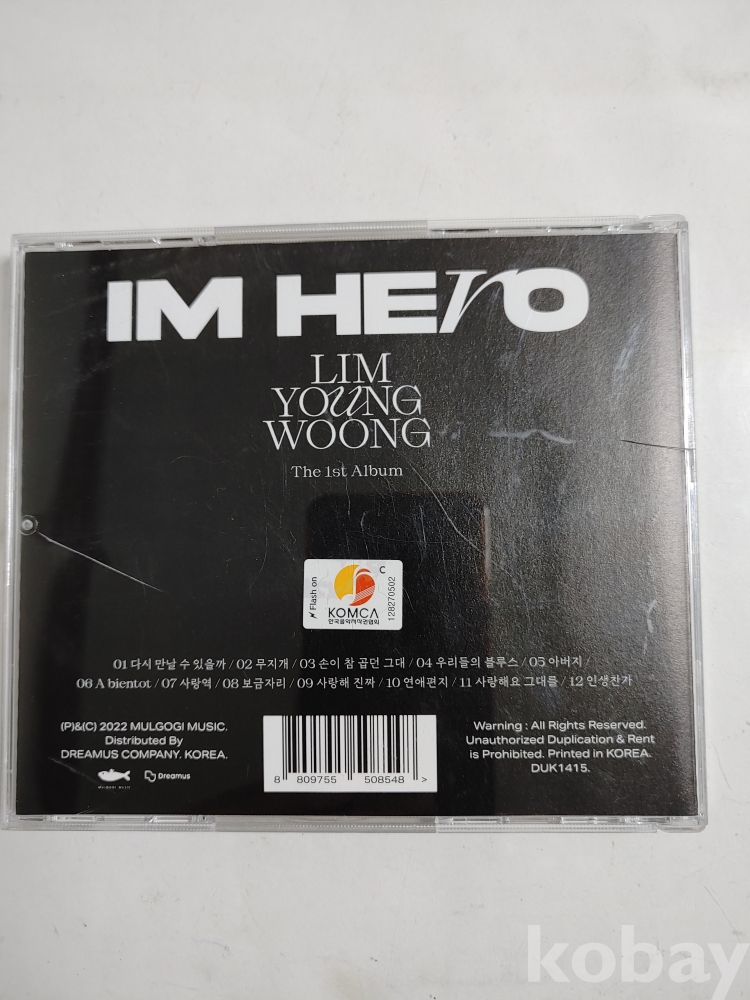 IM HErO
LIM
YOUNG
WOONG
The 1st Album
Flash on
C
KOMCA
한국음악저작권협회
128270502
01 다시 만날 수 있을까 / 02 무지개 / 03 손이 참 곱던 그대 / 04 우리들의 블루스 / 05 아버지 /
06 A bientot / 07 사랑역 / 08 보금자리 / 09 사랑해 진짜 / 10 연애편지 / 11 사랑해요 그대를 / 12 인생찬가
(P)&(C) 2022 MULGOGI MUSIC.
Distributed By
DREAMUS COMPANY. KOREA.
MULGOGI MUSIC
Dreamus
8 809755 508548 >
Warning : All Rights Reserved.
Unauthorized Duplication & Rent
is Prohibited. Printed in KOREA.
DUK1415.
kobay